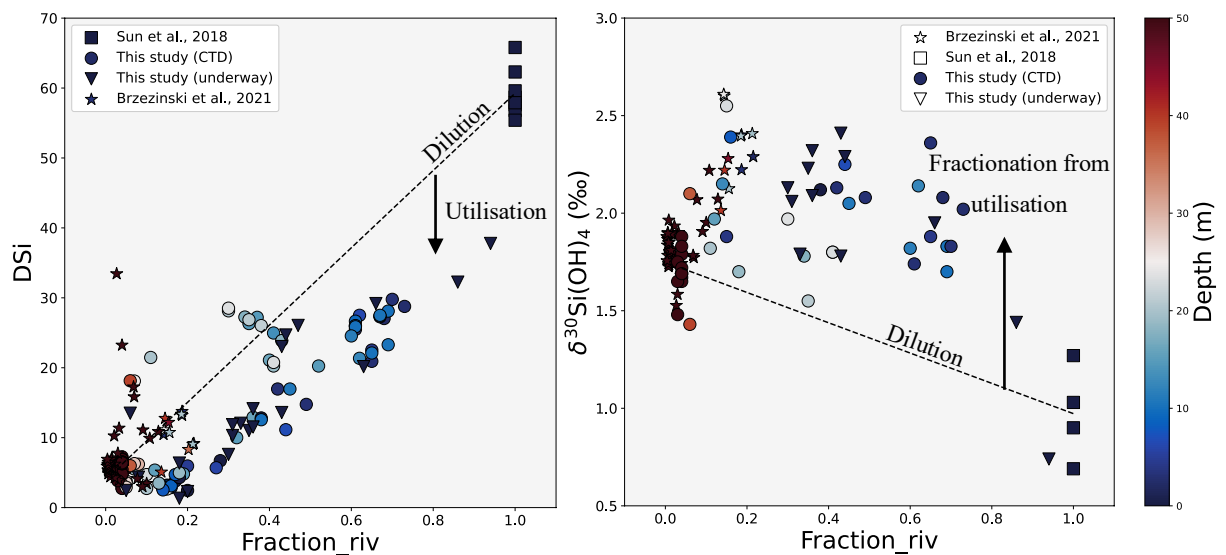 70
60
50
40
30
20
10
0
DSi
Sun et al., 2018
This study (CTD)
This study (underway)
Brzezinski et al., 2021
Dilution
Utilisation
0.0 0.2 0.4 0.6 0.8 1.0
Fraction_riv
3.0
2.5
2.0
1.5
1.0
0.5
δ³⁰Si(OH)₄ (‰)
Brzezinski et al., 2021
Sun et al., 2018
This study (CTD)
This study (underway)
Fractionation from
utilisation
Dilution
0.0 0.2 0.4 0.6 0.8 1.0
Fraction_riv
50
40
30
20
10
0
Depth (m)